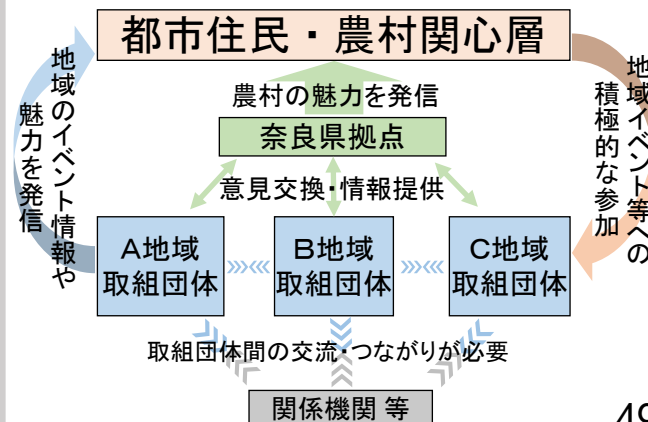 都市住民・農村関心層
農村の魅力を発信
奈良県拠点
意見交換・情報提供
地域のイベント情報や
魅力を発信
地域イベント等への
積極的な参加
A地域
取組団体
B地域
取組団体
C地域
取組団体
取組団体間の交流・つながりが必要
関係機関 等
49